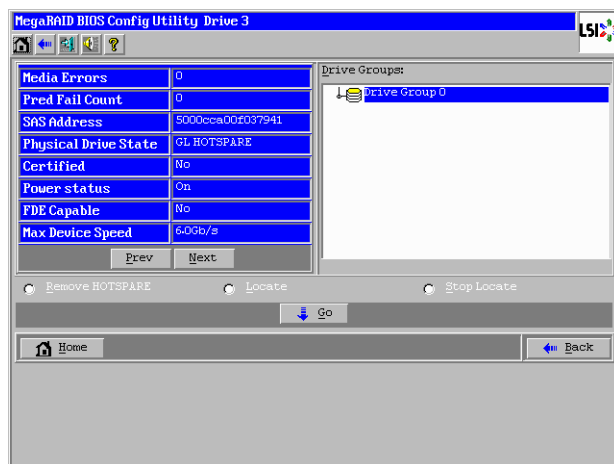 MegaRAID BIOS Config Utility Drive 3
LSI
Media Errors 0
Pred Fail Count 0
SAS Address 5000cca00f037941
Physical Drive State GL HOTSPARE
Certified No
Power status On
FDE Capable No
Max Device Speed 6.0Gb/s
Prev Next
Drive Groups:
Drive Group 0
Remove HOTSPARE Locate Stop Locate
Go
Home Back